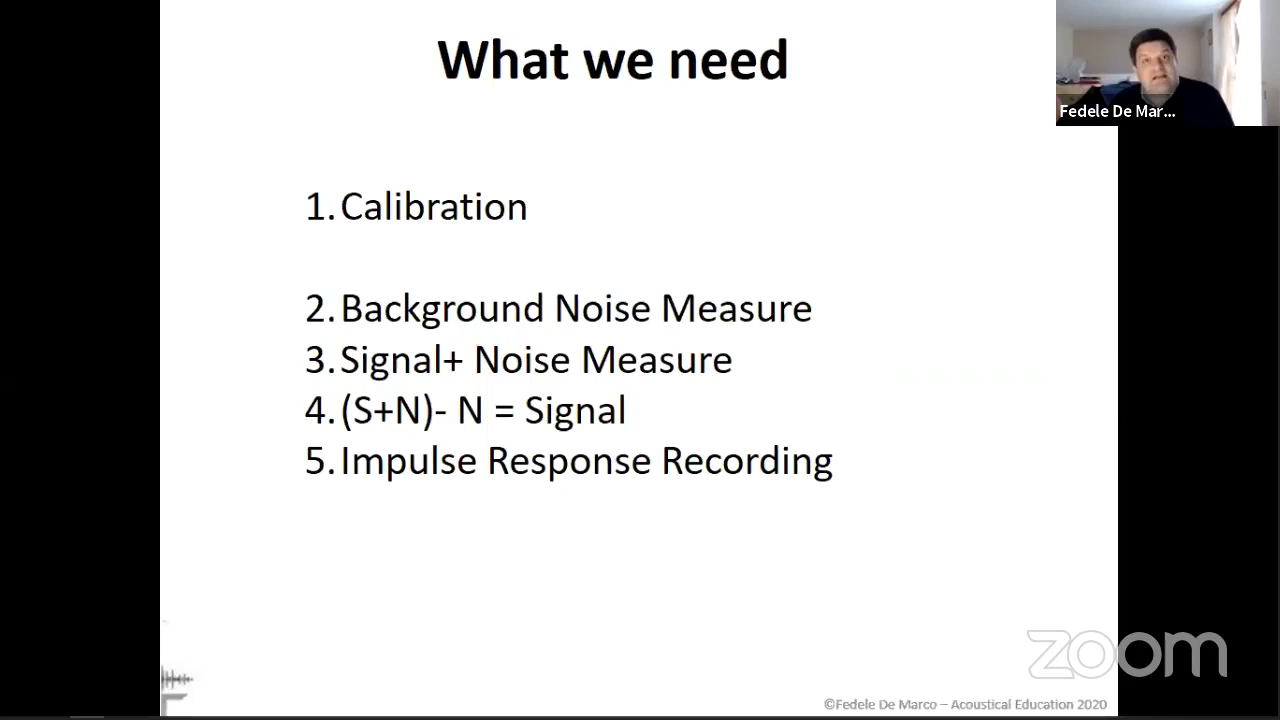 What we need
Fedele De Mar...
1. Calibration
2. Background Noise Measure
3. Signal+ Noise Measure
4. (S+N)- N = Signal
5. Impulse Response Recording
zoom
©Fedele De Marco – Acoustical Education 2020